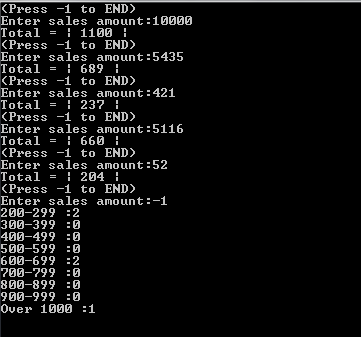 (Press -1 to END)
Enter sales amount:10000
Total = ¦ 1100 ¦
(Press -1 to END)
Enter sales amount:5435
Total = ¦ 689 ¦
(Press -1 to END)
Enter sales amount:421
Total = ¦ 237 ¦
(Press -1 to END)
Enter sales amount:5116
Total = ¦ 660 ¦
(Press -1 to END)
Enter sales amount:52
Total = ¦ 204 ¦
(Press -1 to END)
Enter sales amount:-1
200-299 :2
300-399 :0
400-499 :0
500-599 :0
600-699 :2
700-799 :0
800-899 :0
900-999 :0
Over 1000 :1